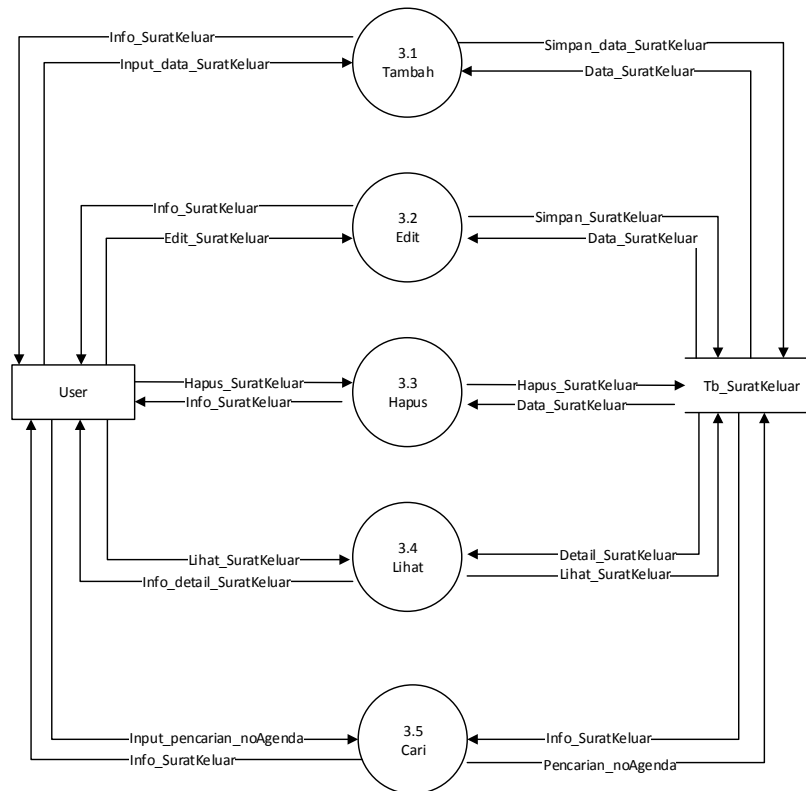 Info_SuratKeluar
Input_data_SuratKeluar
3.1
Tambah
Simpan_data_SuratKeluar
Data_SuratKeluar
Info_SuratKeluar
Edit_SuratKeluar
3.2
Edit
Simpan_SuratKeluar
Data_SuratKeluar
User
Hapus_SuratKeluar
Info_SuratKeluar
3.3
Hapus
Hapus_SuratKeluar
Data_SuratKeluar
Tb_SuratKeluar
Lihat_SuratKeluar
Info_detail_SuratKeluar
3.4
Lihat
Detail_SuratKeluar
Lihat_SuratKeluar
Input_pencarian_noAgenda
Info_SuratKeluar
3.5
Cari
Info_SuratKeluar
Pencarian_noAgenda